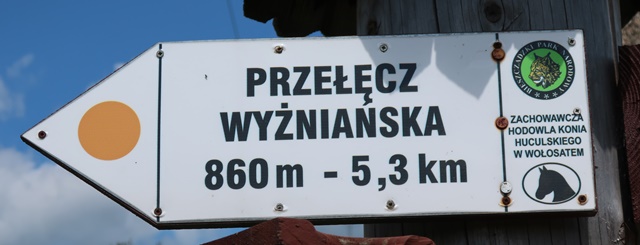 PRZEŁĘCZ
WYŻNIAŃSKA
860 m - 5,3 km
BIESZCZADZKI PARK NARODOWY
ZACHOWAWCZA
HODOWLA KONIA
HUCULSKIEGO
W WOŁOSATEM